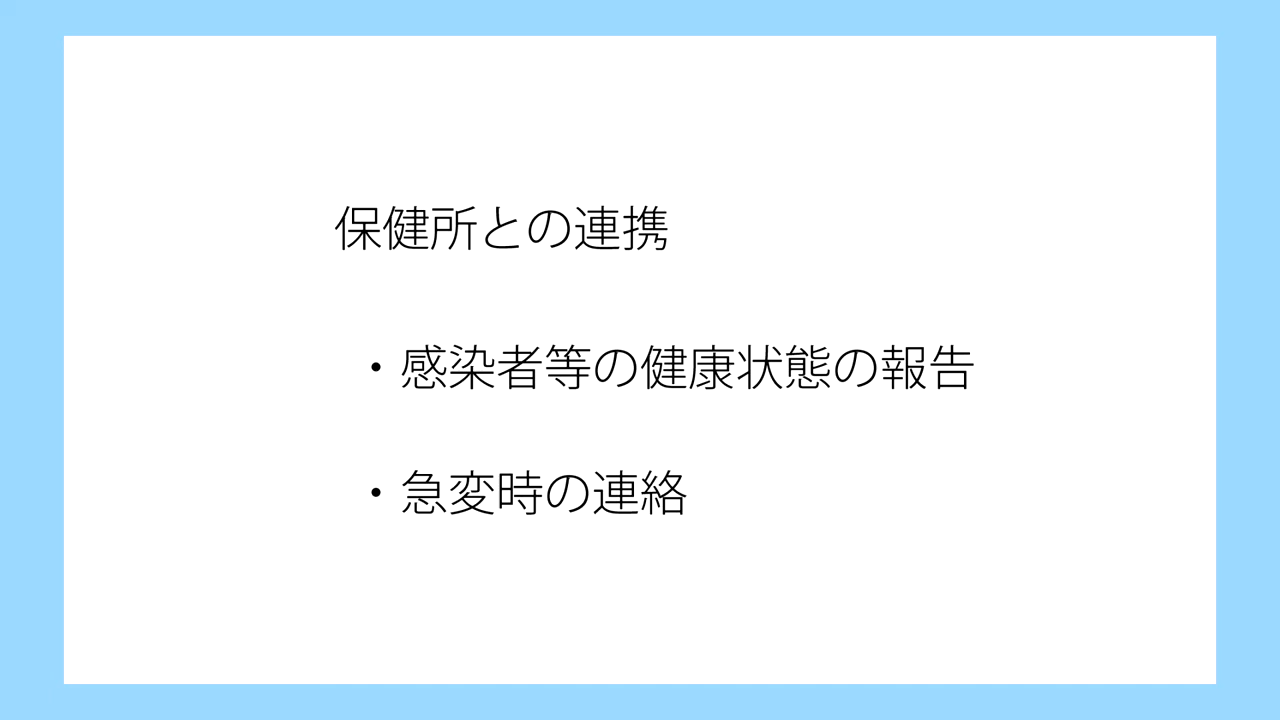 保健所との連携
・感染者等の健康状態の報告
・急変時の連絡